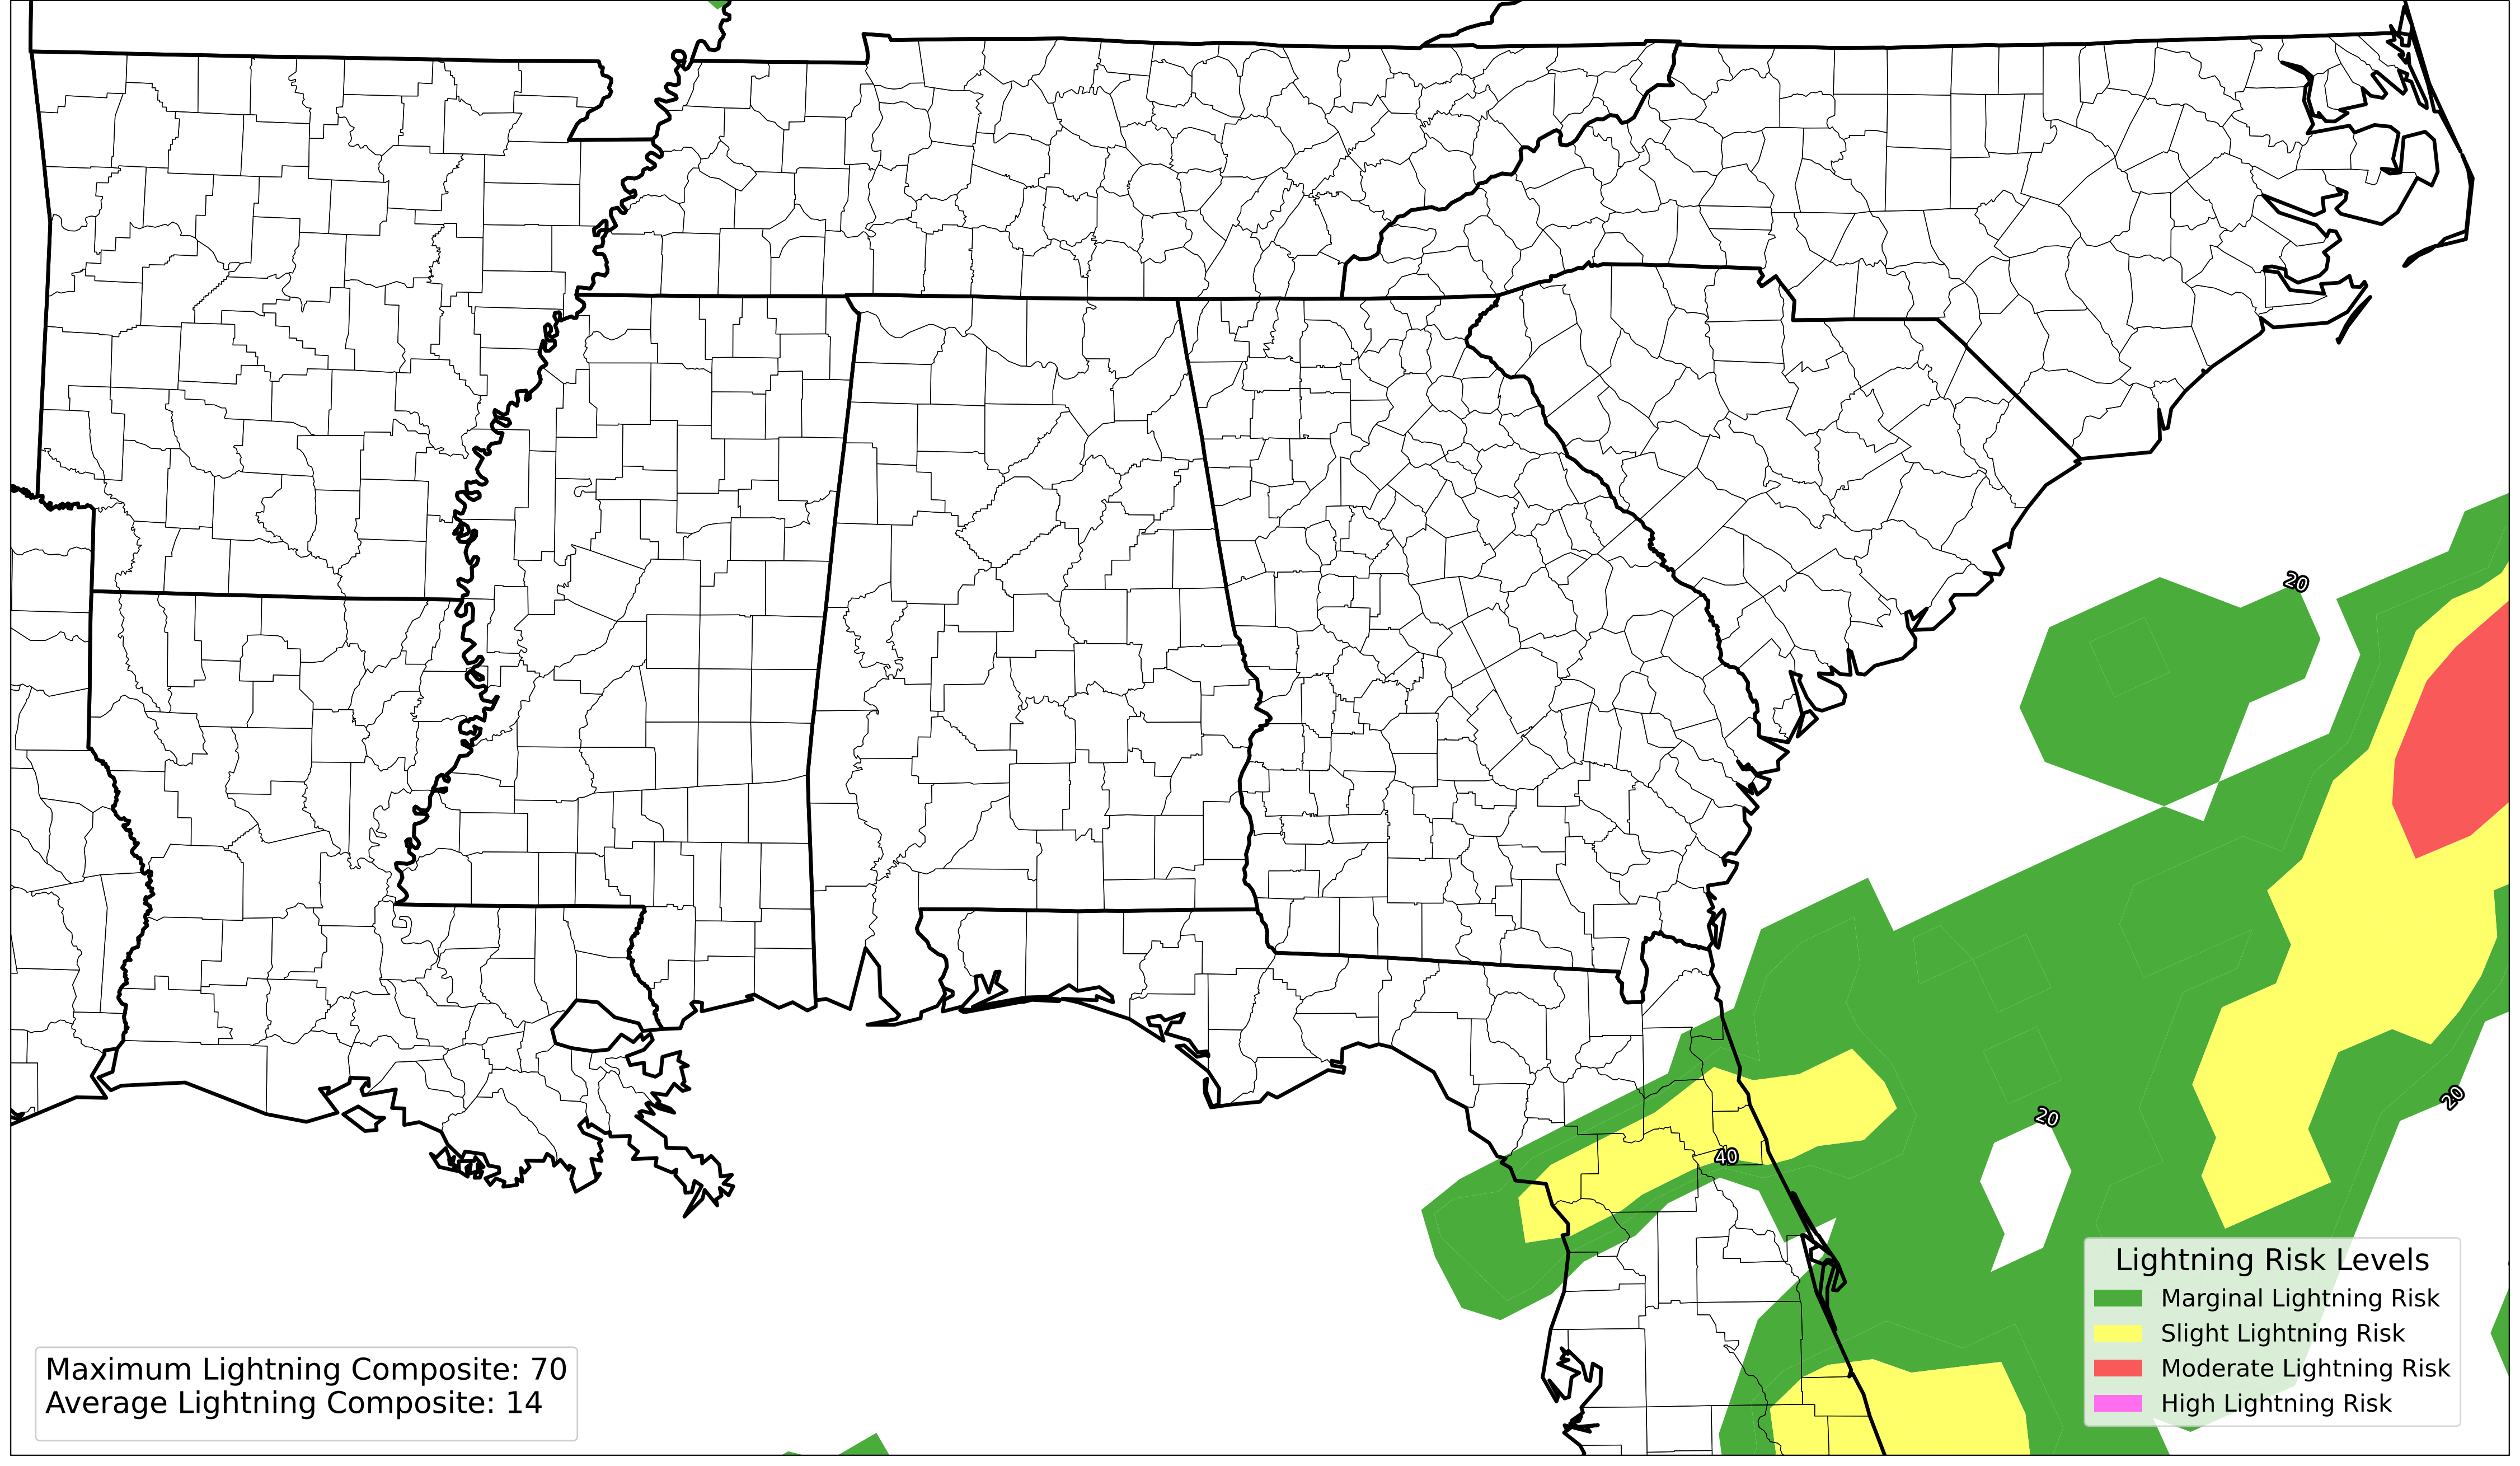 20
20
20
40
Lightning Risk Levels
Marginal Lightning Risk
Slight Lightning Risk
Moderate Lightning Risk
High Lightning Risk
Maximum Lightning Composite: 70
Average Lightning Composite: 14